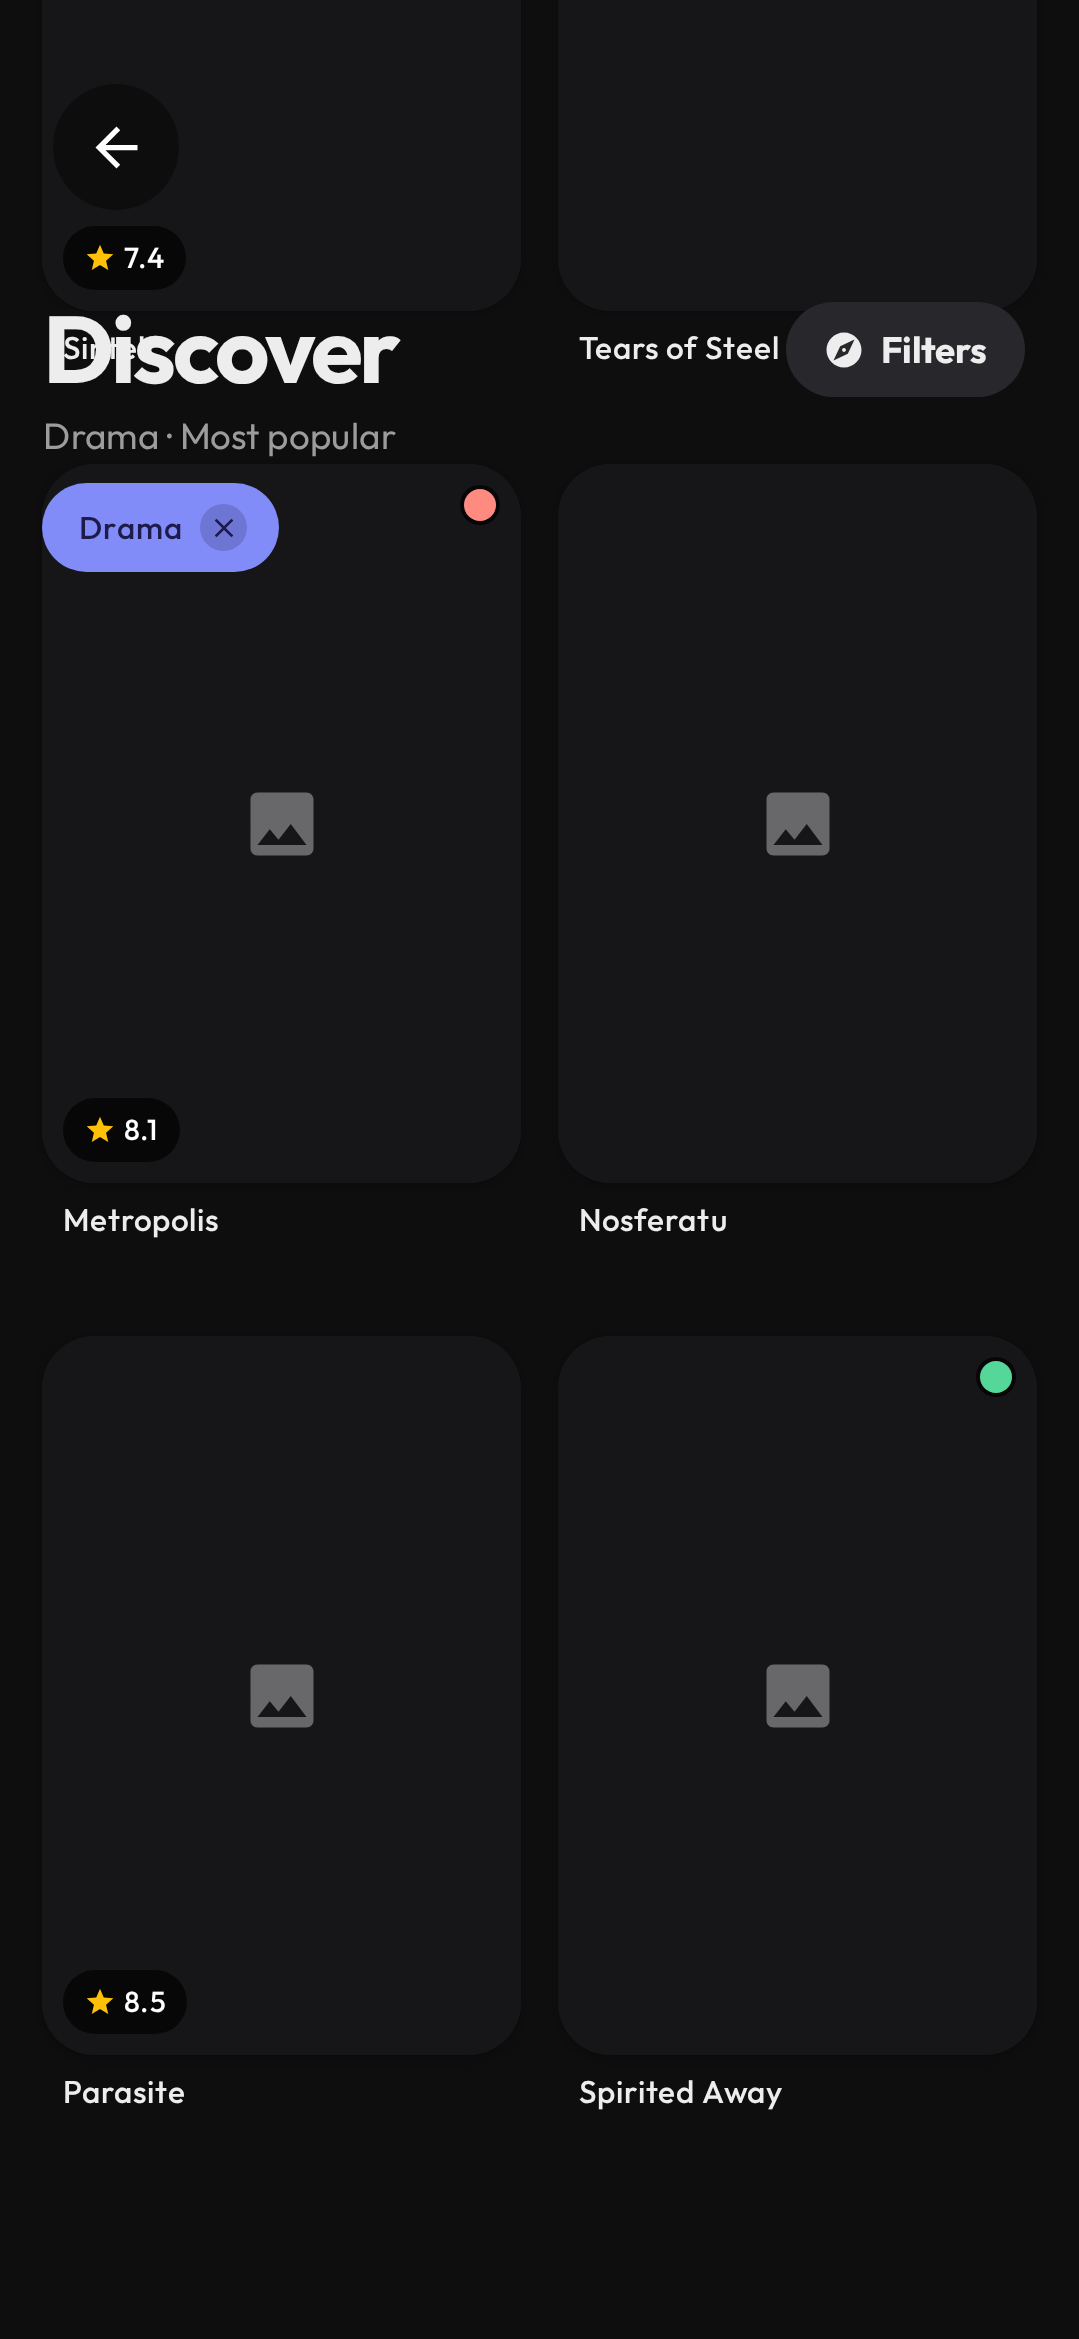 7.4
Sintel
Discover
Tears of Steel
Filters
Drama · Most popular
Drama
8.1
Metropolis
Nosferatu
8.5
Parasite
Spirited Away